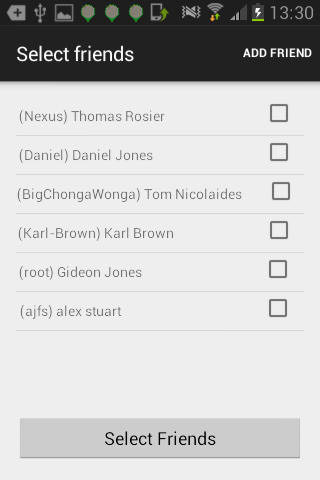 13:30
Select friends
ADD FRIEND
(Nexus) Thomas Rosier
(Daniel) Daniel Jones
(BigChongaWonga) Tom Nicolaides
(Karl-Brown) Karl Brown
(root) Gideon Jones
(ajfs) alex stuart
Select Friends